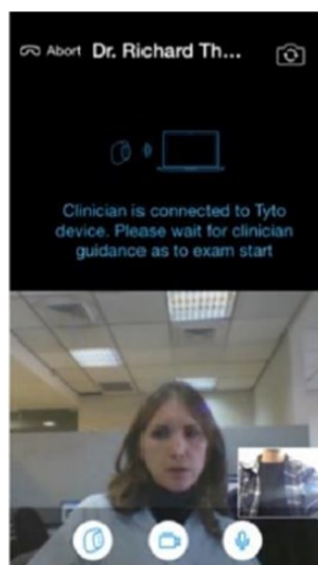 Abort Dr. Richard Th...
Clinician is connected to Tyto
device. Please wait for clinician
guidance as to exam start